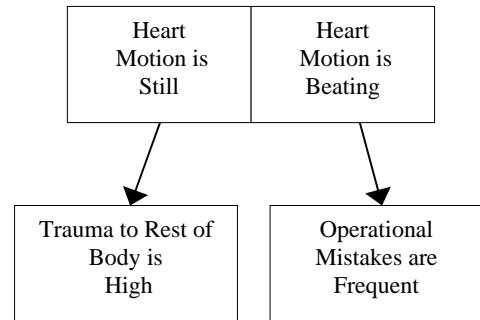 Heart
Motion is
Still
Heart
Motion is
Beating
Trauma to Rest of
Body is
High
Operational
Mistakes are
Frequent